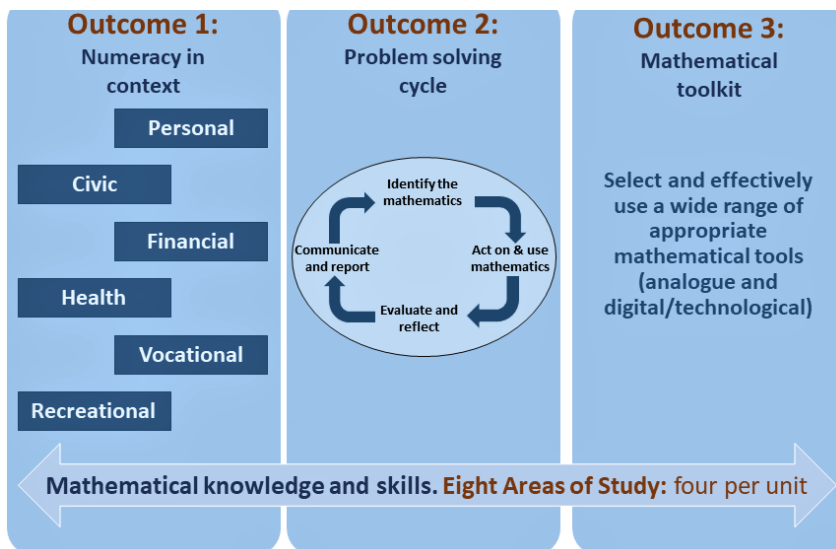 Outcome 1:
Numeracy in
context
Personal
Civic
Financial
Health
Vocational
Recreational
Outcome 2:
Problem solving
cycle
Identify the
mathematics
Act on & use
mathematics
Evaluate and
reflect
Communicate
and report
Outcome 3:
Mathematical
toolkit
Select and effectively
use a wide range of
appropriate
mathematical tools
(analogue and
digital/technological)
Mathematical knowledge and skills. Eight Areas of Study: four per unit